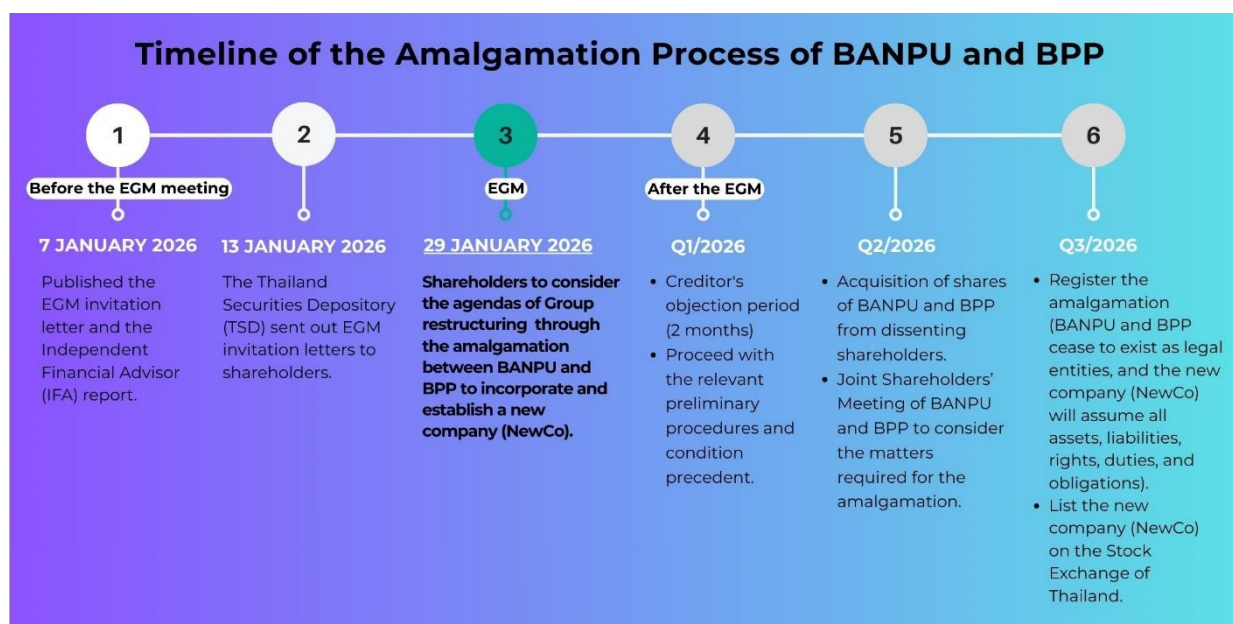 Timeline of the Amalgamation Process of BANPU and BPP
1
2
3
4
5
6
Before the EGM meeting
EGM
After the EGM
7 JANUARY 2026
Published the
EGM invitation
letter and the
Independent
Financial Advisor
(IFA) report.
13 JANUARY 2026
The Thailand
Securities Depository
(TSD) sent out EGM
invitation letters to
shareholders.
29 JANUARY 2026
Shareholders to consider
the agendas of Group
restructuring through
the amalgamation
between BANPU and
BPP to incorporate and
establish a new
company (NewCo).
Q1/2026
• Creditor's
objection period
(2 months)
• Proceed with
the relevant
preliminary
procedures and
condition
precedent.
Q2/2026
• Acquisition of shares
of BANPU and BPP
from dissenting
shareholders.
• Joint Shareholders’
Meeting of BANPU
and BPP to consider
the matters
required for the
amalgamation.
Q3/2026
• Register the
amalgamation
(BANPU and BPP
cease to exist as legal
entities, and the new
company (NewCo)
will assume all
assets, liabilities,
rights, duties, and
obligations).
• List the new
company (NewCo)
on the Stock
Exchange of
Thailand.